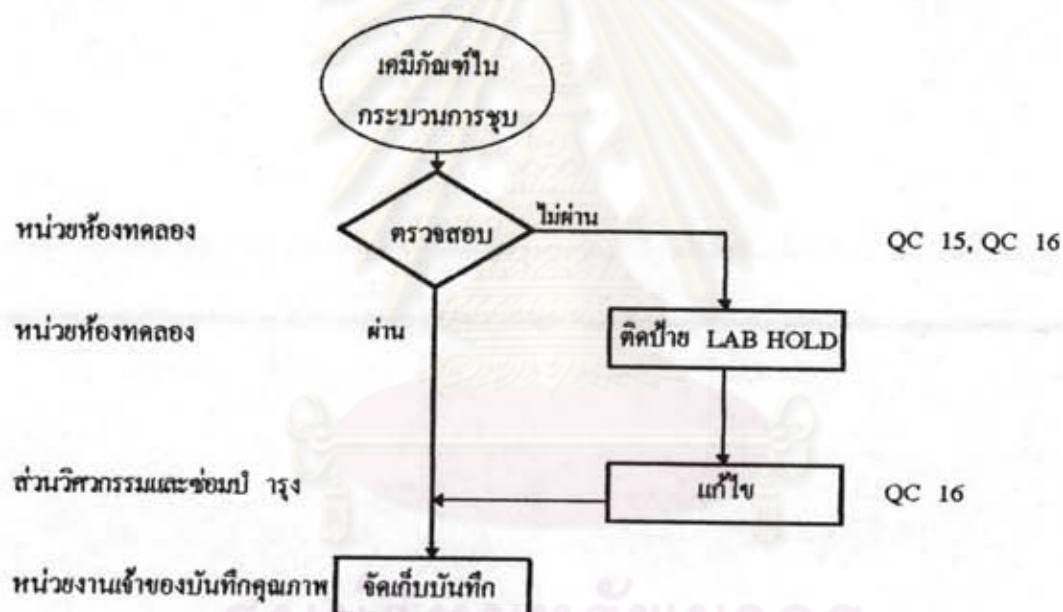 เคมีภัณฑ์ใน
กระบวนการชุบ
หน่วยห้องทดลอง
ตรวจสอบ
ไม่ผ่าน
QC 15, QC 16
หน่วยห้องทดลอง
ผ่าน
ติดป้าย LAB HOLD
ส่วนวิศวกรรมและซ่อมบำ ารุง
แก้ไข
QC 16
หน่วยงานเจ้าของบันทึกคุณภาพ
จัดเก็บบันทึก